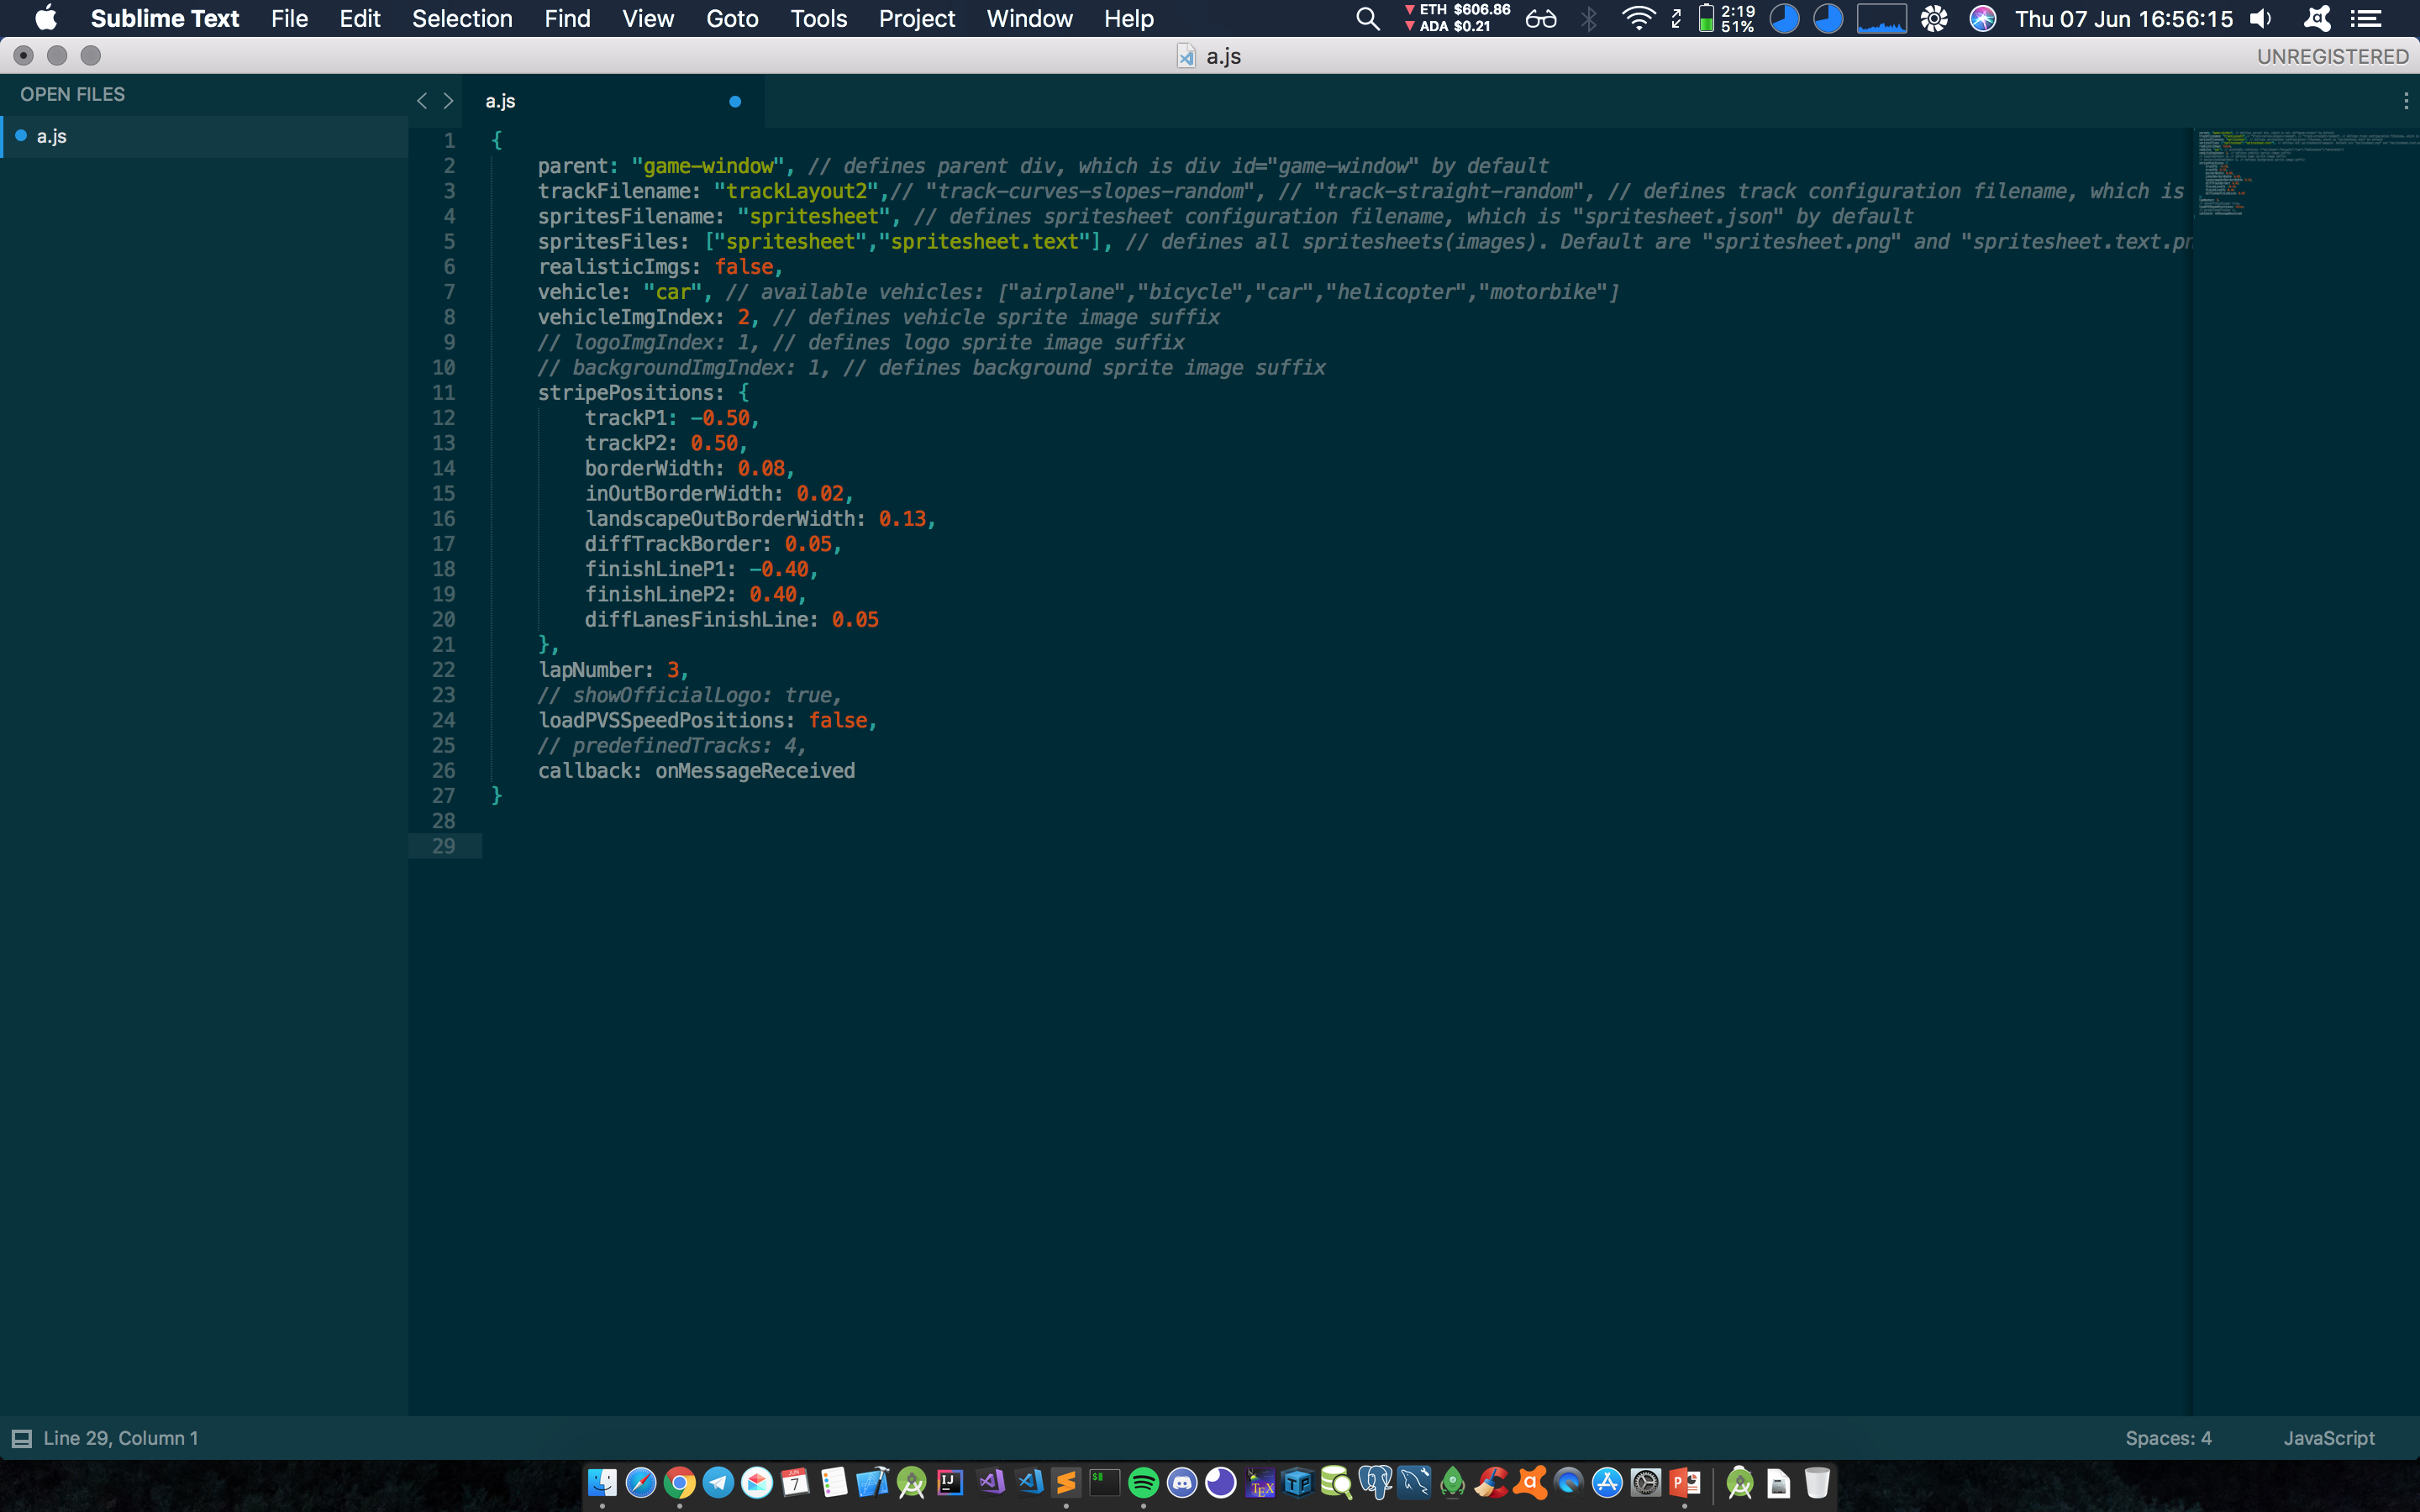 Sublime Text File Edit Selection Find View Goto Tools Project Window Help ETH $606.86 ADA $0.21 2:19 51% Thu 07 Jun 16:56:15
a.js UNREGISTERED
OPEN FILES
a.js
a.js
1 {
2 parent: "game-window", // defines parent div, which is div id="game-window" by default
3 trackFilename: "trackLayout2",// "track-curves-slopes-random", // "track-straight-random", // defines track configuration filename, which is
4 spritesFilename: "spritesheet", // defines spritesheet configuration filename, which is "spritesheet.json" by default
5 spritesFiles: ["spritesheet","spritesheet.text"], // defines all spritesheets(images). Default are "spritesheet.png" and "spritesheet.text.pn
6 realisticImgs: false,
7 vehicle: "car", // available vehicles: ["airplane","bicycle","car","helicopter","motorbike"]
8 vehicleImgIndex: 2, // defines vehicle sprite image suffix
9 // logoImgIndex: 1, // defines logo sprite image suffix
10 // backgroundImgIndex: 1, // defines background sprite image suffix
11 stripePositions: {
12 trackP1: -0.50,
13 trackP2: 0.50,
14 borderWidth: 0.08,
15 inOutBorderWidth: 0.02,
16 landscapeOutBorderWidth: 0.13,
17 diffTrackBorder: 0.05,
18 finishLineP1: -0.40,
19 finishLineP2: 0.40,
20 diffLanesFinishLine: 0.05
21 },
22 lapNumber: 3,
23 // showOfficialLogo: true,
24 loadPVSSpeedPositions: false,
25 // predefinedTracks: 4,
26 callback: onMessageReceived
27 }
28
29
Line 29, Column 1 Spaces: 4 JavaScript